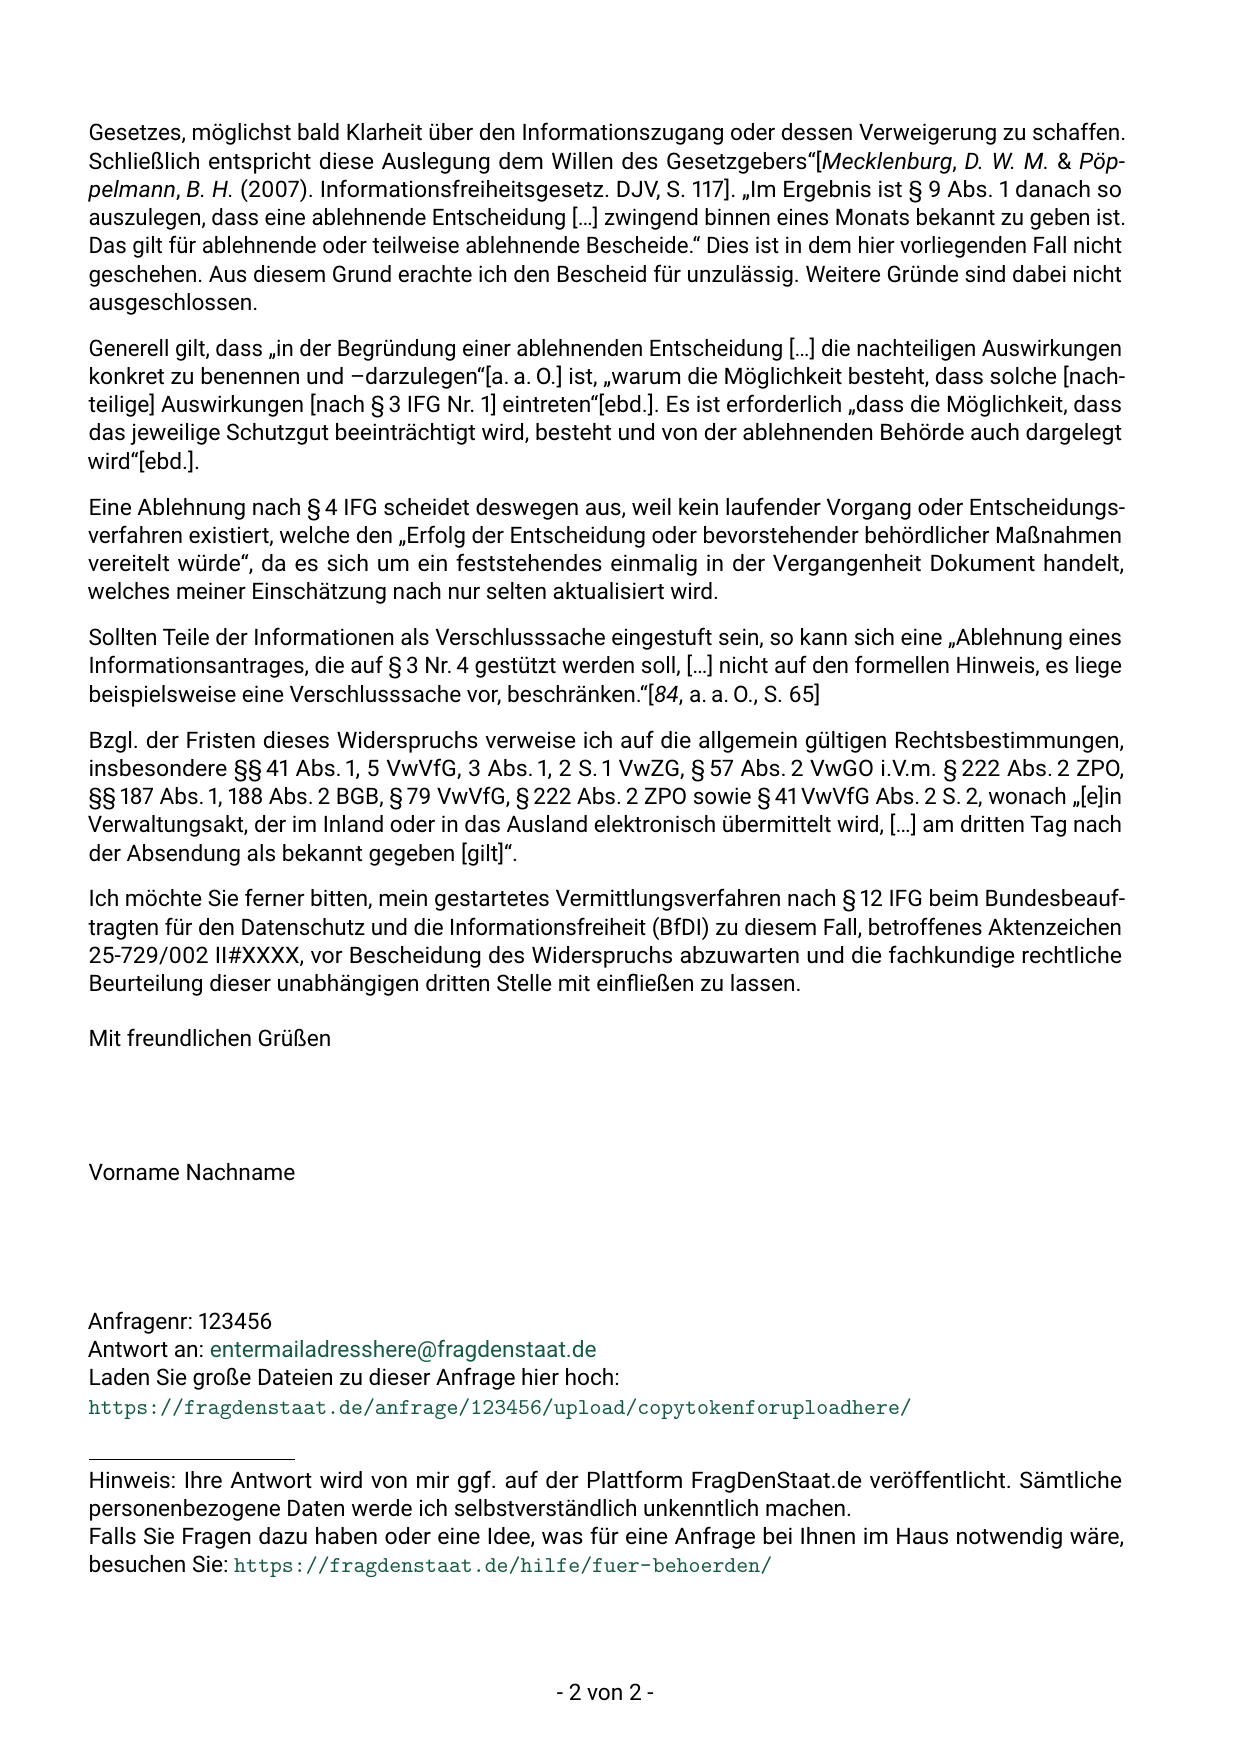 Gesetzes, möglichst bald Klarheit über den Informationszugang oder dessen Verweigerung zu schaffen.
Schließlich entspricht diese Auslegung dem Willen des Gesetzgebers“[Mecklenburg, D. W. M. & Pöp-
pelmann, B. H. (2007). Informationsfreiheitsgesetz. DJV, S. 117]. „Im Ergebnis ist § 9 Abs. 1 danach so
auszulegen, dass eine ablehnende Entscheidung [...] zwingend binnen eines Monats bekannt zu geben ist.
Das gilt für ablehnende oder teilweise ablehnende Bescheide.“ Dies ist in dem hier vorliegenden Fall nicht
geschehen. Aus diesem Grund erachte ich den Bescheid für unzulässig. Weitere Gründe sind dabei nicht
ausgeschlossen.
Generell gilt, dass „in der Begründung einer ablehnenden Entscheidung [...] die nachteiligen Auswirkungen
konkret zu benennen und –darzulegen“[a. a. O.] ist, „warum die Möglichkeit besteht, dass solche [nach-
teilige] Auswirkungen [nach § 3 IFG Nr. 1] eintreten“[ebd.]. Es ist erforderlich „dass die Möglichkeit, dass
das jeweilige Schutzgut beeinträchtigt wird, besteht und von der ablehnenden Behörde auch dargelegt
wird“[ebd.].
Eine Ablehnung nach § 4 IFG scheidet deswegen aus, weil kein laufender Vorgang oder Entscheidungs-
verfahren existiert, welche den „Erfolg der Entscheidung oder bevorstehender behördlicher Maßnahmen
vereitelt würde“, da es sich um ein feststehendes einmalig in der Vergangenheit Dokument handelt,
welches meiner Einschätzung nach nur selten aktualisiert wird.
Sollten Teile der Informationen als Verschlusssache eingestuft sein, so kann sich eine „Ablehnung eines
Informationsantrages, die auf § 3 Nr. 4 gestützt werden soll, [...] nicht auf den formellen Hinweis, es liege
beispielsweise eine Verschlusssache vor, beschränken.“[84, a. a. O., S. 65]
Bzgl. der Fristen dieses Widerspruchs verweise ich auf die allgemein gültigen Rechtsbestimmungen,
insbesondere §§ 41 Abs. 1, 5 VwVfG, 3 Abs. 1, 2 S. 1 VwZG, § 57 Abs. 2 VwGO i.V.m. § 222 Abs. 2 ZPO,
§§ 187 Abs. 1, 188 Abs. 2 BGB, § 79 VwVfG, § 222 Abs. 2 ZPO sowie § 41 VwVfG Abs. 2 S. 2, wonach „[e]in
Verwaltungsakt, der im Inland oder in das Ausland elektronisch übermittelt wird, [...] am dritten Tag nach
der Absendung als bekannt gegeben [gilt]“.
Ich möchte Sie ferner bitten, mein gestartetes Vermittlungsverfahren nach § 12 IFG beim Bundesbeauf-
tragten für den Datenschutz und die Informationsfreiheit (BfDI) zu diesem Fall, betroffenes Aktenzeichen
25-729/002 II#XXXX, vor Bescheidung des Widerspruchs abzuwarten und die fachkundige rechtliche
Beurteilung dieser unabhängigen dritten Stelle mit einfließen zu lassen.
Mit freundlichen Grüßen
Vorname Nachname
Anfragenr: 123456
Antwort an: entermailadresshere@fragdenstaat.de
Laden Sie große Dateien zu dieser Anfrage hier hoch:
https://fragdenstaat.de/anfrage/123456/upload/copytokenforuploadhere/
Hinweis: Ihre Antwort wird von mir ggf. auf der Plattform FragDenStaat.de veröffentlicht. Sämtliche
personenbezogene Daten werde ich selbstverständlich unkenntlich machen.
Falls Sie Fragen dazu haben oder eine Idee, was für eine Anfrage bei Ihnen im Haus notwendig wäre,
besuchen Sie: https://fragdenstaat.de/hilfe/fuer-behoerden/
- 2 von 2 -